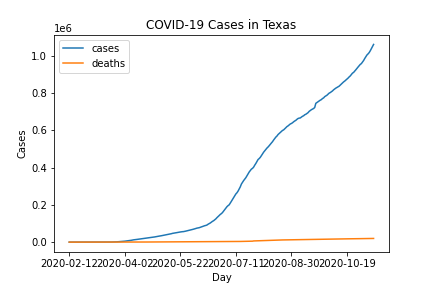 COVID-19 Cases in Texas
1e6
cases
deaths
1.0
0.8
0.6
0.4
0.2
0.0
Cases
2020-02-12 2020-04-02 2020-05-22 2020-07-11 2020-08-30 2020-10-19
Day